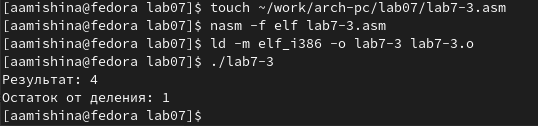 [aamishina@fedora lab07]$ touch ~/work/arch-pc/lab07/lab7-3.asm
[aamishina@fedora lab07]$ nasm -f elf lab7-3.asm
[aamishina@fedora lab07]$ ld -m elf_i386 -o lab7-3 lab7-3.o
[aamishina@fedora lab07]$ ./lab7-3
Результат: 4
Остаток от деления: 1
[aamishina@fedora lab07]$